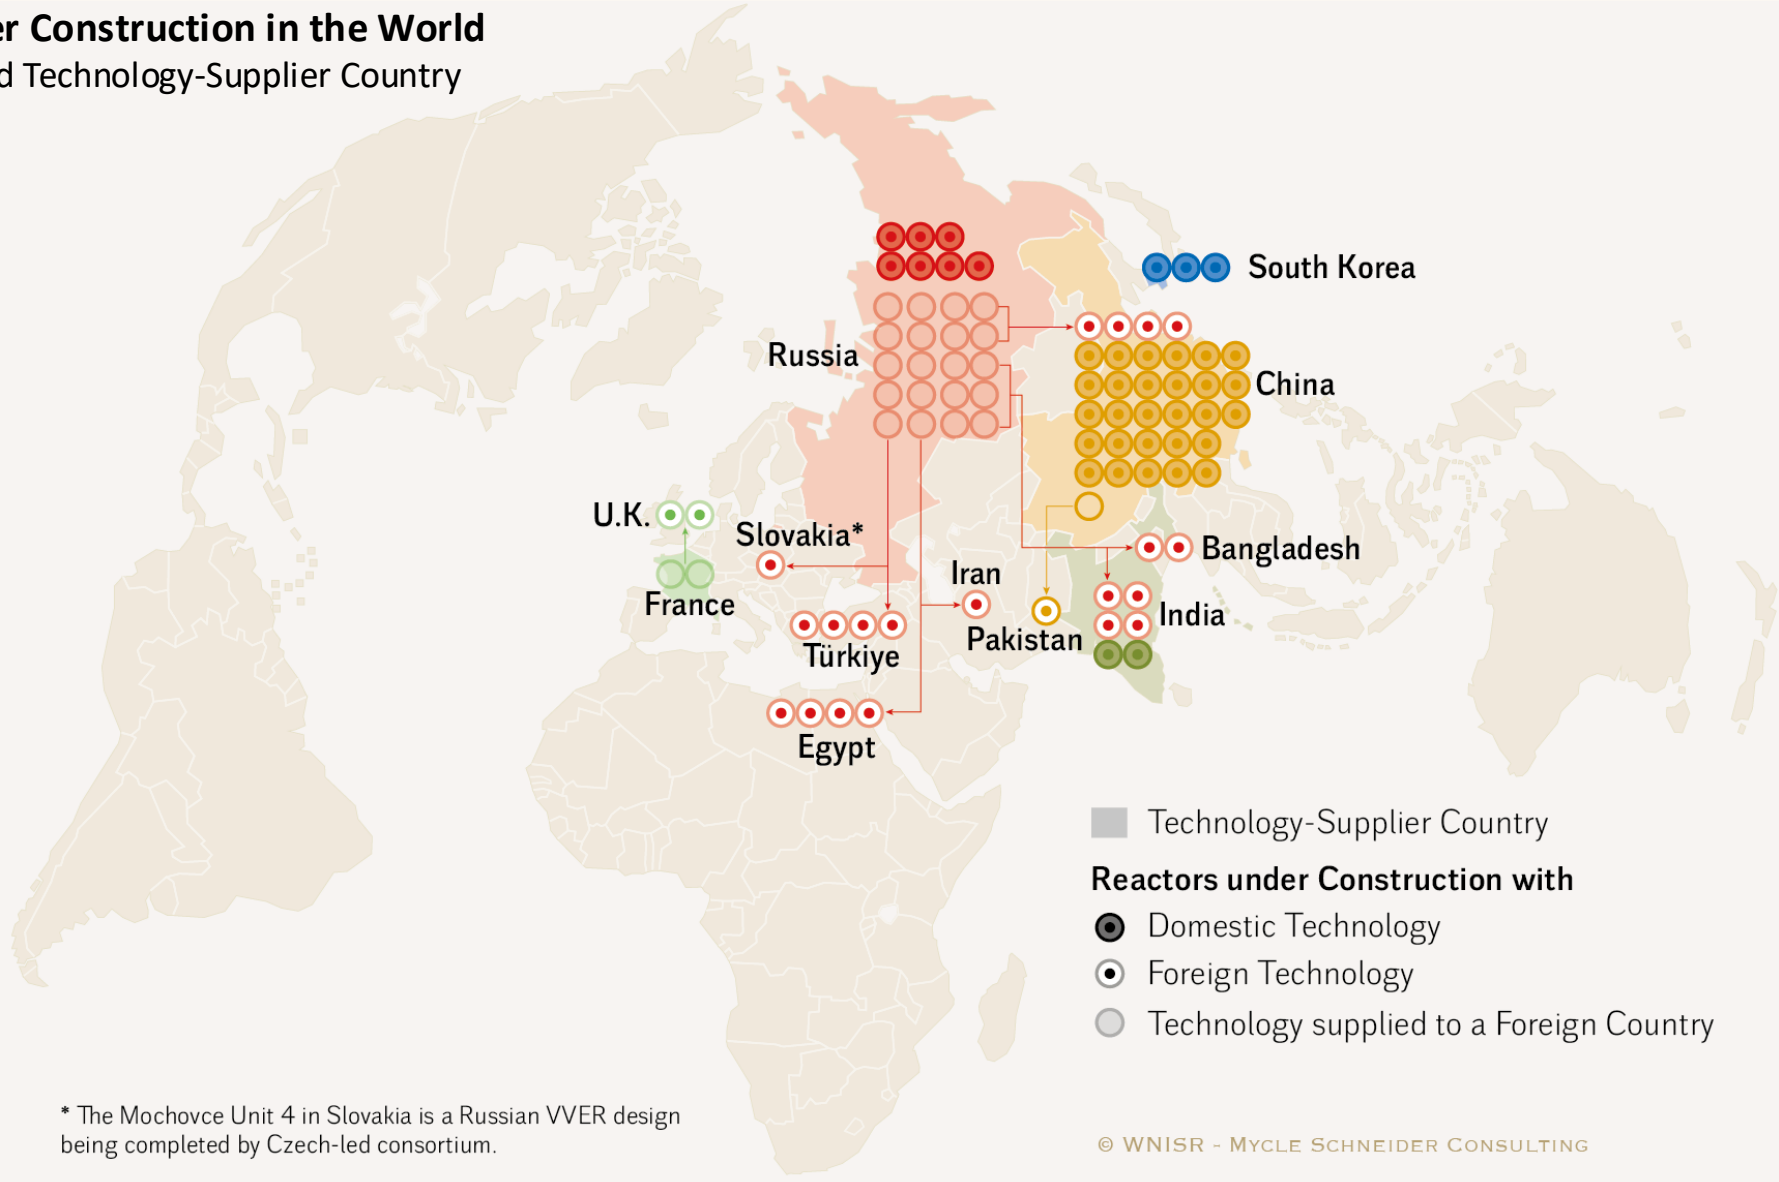 er Construction in the World
d Technology-Supplier Country
South Korea
Russia
China
U.K.
Slovakia*
Bangladesh
Iran
France
India
Pakistan
Türkiye
Egypt
Technology-Supplier Country
Reactors under Construction with
Domestic Technology
Foreign Technology
Technology supplied to a Foreign Country
* The Mochovce Unit 4 in Slovakia is a Russian VVER design
being completed by Czech-led consortium.
© WNISR - Mycle Schneider Consulting